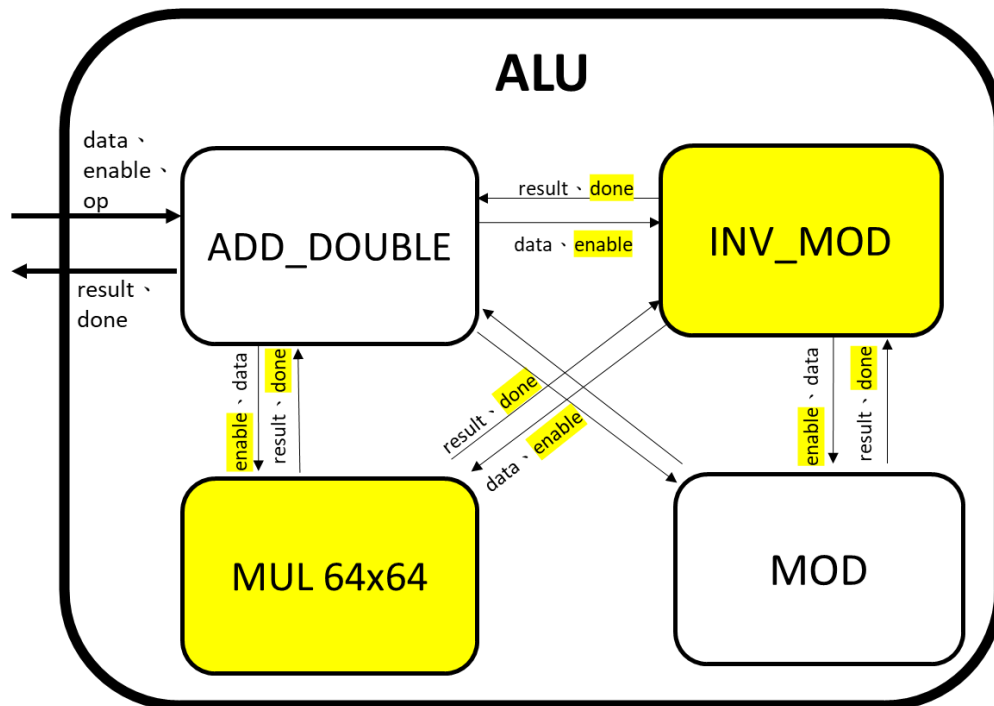 ALU
data、
enable、
op
result、
done
ADD_DOUBLE
result、done
data、enable
INV_MOD
enable、data
result、done
result、done
data、enable
enable、data
result、done
MUL 64x64
MOD